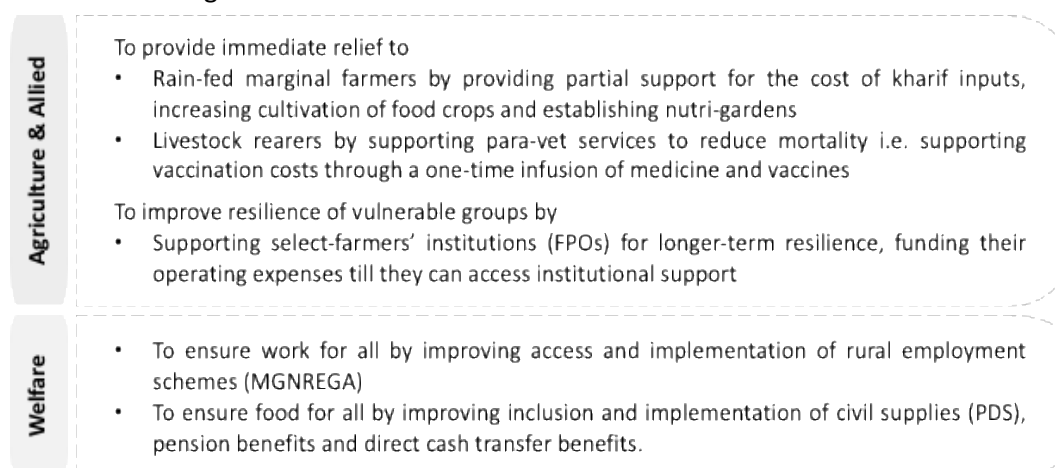 Agriculture & Allied
To provide immediate relief to
• Rain-fed marginal farmers by providing partial support for the cost of kharif inputs,
increasing cultivation of food crops and establishing nutri-gardens
• Livestock rearers by supporting para-vet services to reduce mortality i.e. supporting
vaccination costs through a one-time infusion of medicine and vaccines
To improve resilience of vulnerable groups by
• Supporting select-farmers' institutions (FPOs) for longer-term resilience, funding their
operating expenses till they can access institutional support
Welfare
• To ensure work for all by improving access and implementation of rural employment
schemes (MGNREGA)
• To ensure food for all by improving inclusion and implementation of civil supplies (PDS),
pension benefits and direct cash transfer benefits.